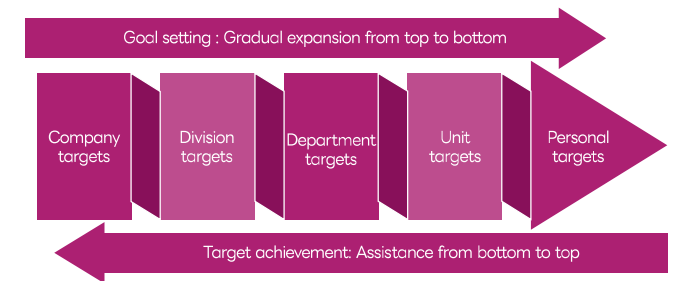 Goal setting : Gradual expansion from top to bottom
Company
targets
Division
targets
Department
targets
Unit
targets
Personal
targets
Target achievement: Assistance from bottom to top